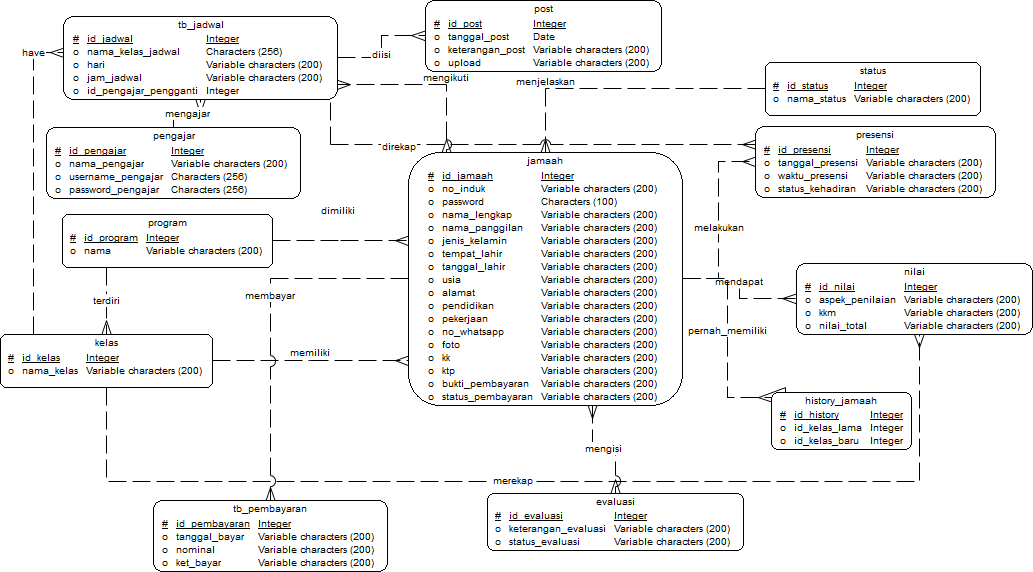 tb_jadwal
# id_jadwal Integer
o nama_kelas_jadwal Characters (256)
o hari Variable characters (200)
o jam_jadwal Variable characters (200)
o id_pengajar_pengganti Integer
post
# id_post Integer
o tanggal_post Date
o keterangan_post Variable characters (200)
o upload Variable characters (200)
have
diisi
mengikuti
menjelaskan
status
# id_status Integer
o nama_status Variable characters (200)
mengajar
pengajar
# id_pengajar Integer
o nama_pengajar Variable characters (200)
o username_pengajar Characters (256)
o password_pengajar Characters (256)
direkap
presensi
# id_presensi Integer
o tanggal_presensi Variable characters (200)
o waktu_presensi Variable characters (200)
o status_kehadiran Variable characters (200)
jamaah
# id_jamaah Integer
o no_induk Variable characters (200)
o password Characters (100)
o nama_lengkap Variable characters (200)
o nama_panggilan Variable characters (200)
o jenis_kelamin Variable characters (200)
o tempat_lahir Variable characters (200)
o tanggal_lahir Variable characters (200)
o usia Variable characters (200)
o alamat Variable characters (200)
o pendidikan Variable characters (200)
o pekerjaan Variable characters (200)
o no_whatsapp Variable characters (200)
o foto Variable characters (200)
o kk Variable characters (200)
o ktp Variable characters (200)
o bukti_pembayaran Variable characters (200)
o status_pembayaran Variable characters (200)
dimiliki
program
# id_program Integer
o nama Variable characters (200)
melakukan
membayar
terdiri
mendapat
nilai
# id_nilai Integer
o aspek_penilaian Variable characters (200)
o kkm Variable characters (200)
o nilai_total Variable characters (200)
pernah_memiliki
kelas
# id_kelas Integer
o nama_kelas Variable characters (200)
memiliki
history_jamaah
# id_history Integer
o id_kelas_lama Integer
o id_kelas_baru Integer
mengisi
merekap
tb_pembayaran
# id_pembayaran Integer
o tanggal_bayar Variable characters (200)
o nominal Variable characters (200)
o ket_bayar Variable characters (200)
evaluasi
# id_evaluasi Integer
o keterangan_evaluasi Variable characters (200)
o status_evaluasi Variable characters (200)